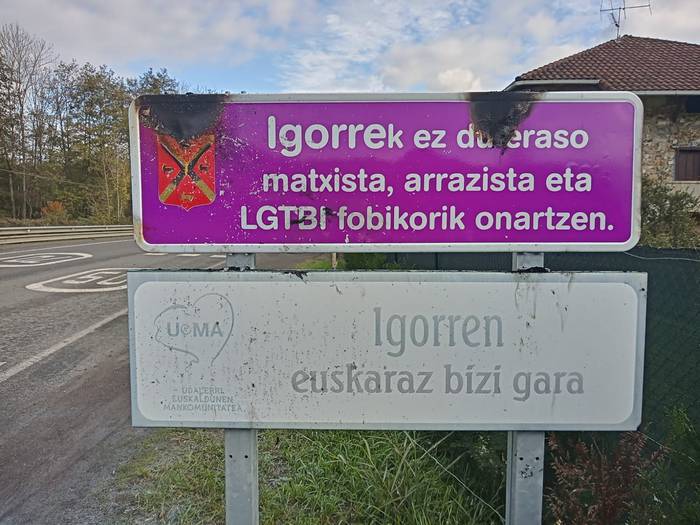 Igorrek ez du eraso
matxista, arrazista eta
LGTBI fobikorik onartzen.
UeMA
UDALERRI
EUSKALDUNEN
MANKOMUNITATEA
Igorren
euskaraz bizi gara